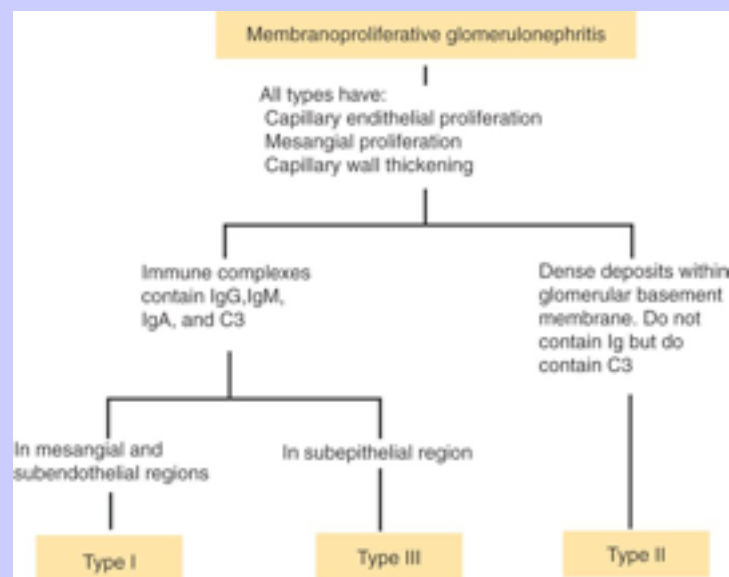 Membranoproliferative glomerulonephritis
All types have:
Capillary endithelial proliferation
Mesangial proliferation
Capillary wall thickening
Immune complexes
contain IgG,IgM,
IgA, and C3
Dense deposits within
glomerular basement
membrane. Do not
contain Ig but do
contain C3
In mesangial and
subendothelial regions
In subepithelial region
Type I
Type III
Type II